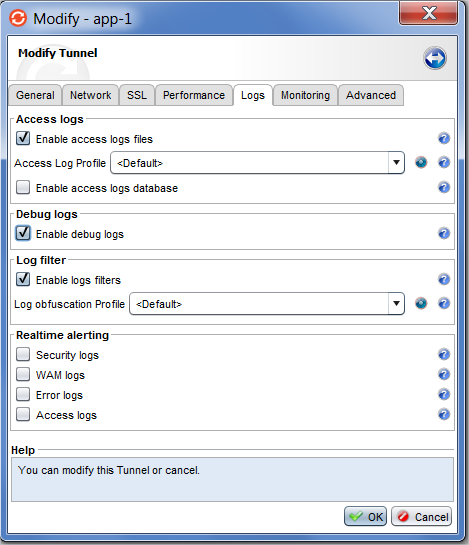 Modify - app-1
Modify Tunnel
General Network SSL Performance Logs Monitoring Advanced
Access logs
Enable access logs files
Access Log Profile <Default>
Enable access logs database
Debug logs
Enable debug logs
Log filter
Enable logs filters
Log obfuscation Profile <Default>
Realtime alerting
Security logs
WAM logs
Error logs
Access logs
Help
You can modify this Tunnel or cancel.
OK Cancel